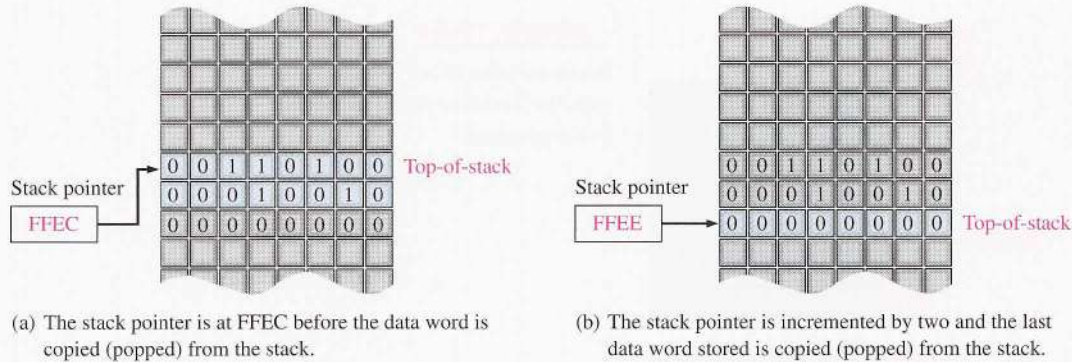 0 0 1 1 0 1 0 0 Top-of-stack
Stack pointer
0 0 0 1 0 0 1 0
FFEC
0 0 0 0 0 0 0 0
(a) The stack pointer is at FFEC before the data word is
copied (popped) from the stack.
0 0 1 1 0 1 0 0
Stack pointer
0 0 0 1 0 0 1 0
FFEE
0 0 0 0 0 0 0 0 Top-of-stack
(b) The stack pointer is incremented by two and the last
data word stored is copied (popped) from the stack.